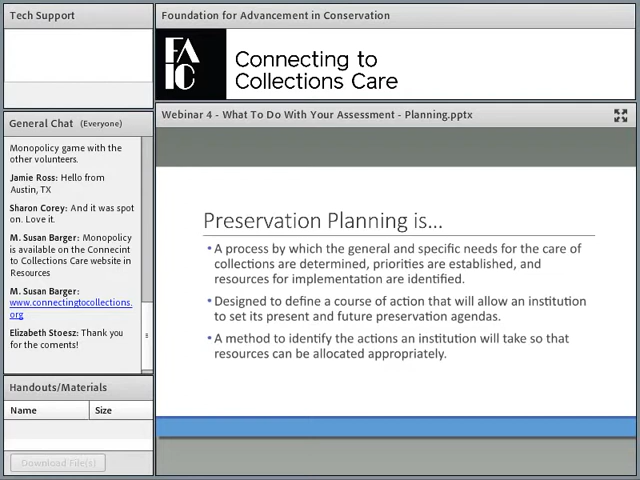 Tech Support
Foundation for Advancement in Conservation
FAIC
Connecting to
Collections Care
General Chat (Everyone)
Monopolicy game with the
other volunteers.
Jamie Ross: Hello from
Austin, TX
Sharon Corey: And it was spot
on. Love it.
M. Susan Barger: Monopolicy
is available on the Connecint
to Collections Care website in
Resources
M. Susan Barger:
www.connectingtocollections.
org
Elizabeth Stoesz: Thank you
for the coments!
Handouts/Materials
Name Size
Download File(s)
Webinar 4 - What To Do With Your Assessment - Planning.pptx
Preservation Planning is...
• A process by which the general and specific needs for the care of
collections are determined, priorities are established, and
resources for implementation are identified.
• Designed to define a course of action that will allow an institution
to set its present and future preservation agendas.
• A method to identify the actions an institution will take so that
resources can be allocated appropriately.